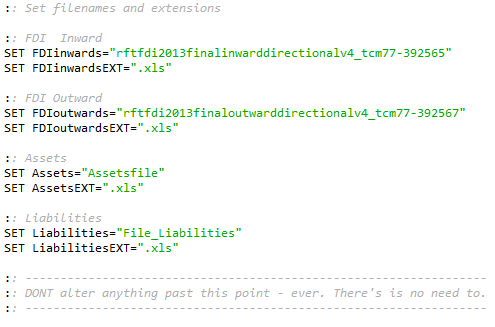 :: Set filenames and extensions
:: FDI  Inward
SET FDIinwards="rftfdi2013finalinwarddirectionalv4_tcm77-392565"
SET FDIinwardsEXT=".xls"
:: FDI Outward
SET FDIoutwards="rftfdi2013finaloutwarddirectionalv4_tcm77-392567"
SET FDIoutwardsEXT=".xls"
:: Assets
SET Assets="Assetsfile"
SET AssetsEXT=".xls"
:: Liabilities
SET Liabilities="File_Liabilities"
SET LiabilitiesEXT=".xls"
:: -------------------------------------------------------------------
:: DONT alter anything past this point - ever. There's is no need to.
:: -------------------------------------------------------------------